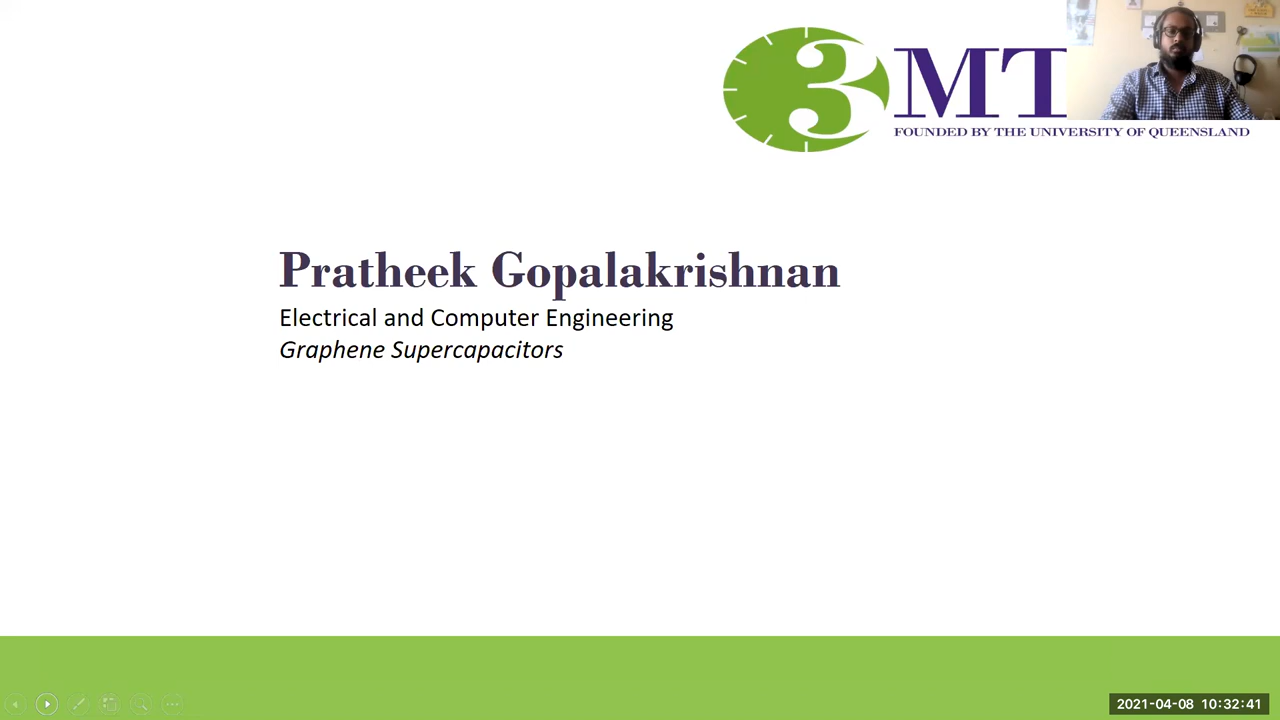 3MT
FOUNDED BY THE UNIVERSITY OF QUEENSLAND
Pratheek Gopalakrishnan
Electrical and Computer Engineering
Graphene Supercapacitors
2021-04-08 10:32:41